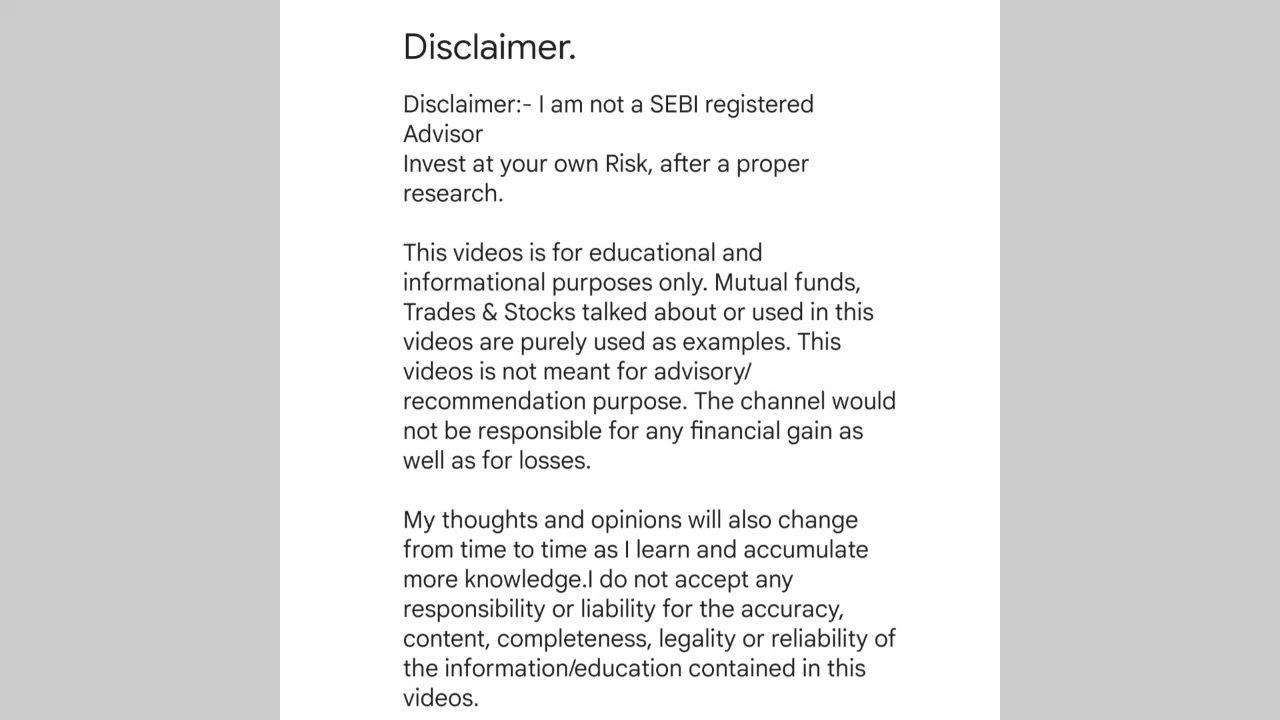 Disclaimer.
Disclaimer:- I am not a SEBI registered
Advisor
Invest at your own Risk, after a proper
research.
This videos is for educational and
informational purposes only. Mutual funds,
Trades & Stocks talked about or used in this
videos are purely used as examples. This
videos is not meant for advisory/
recommendation purpose. The channel would
not be responsible for any financial gain as
well as for losses.
My thoughts and opinions will also change
from time to time as I learn and accumulate
more knowledge.I do not accept any
responsibility or liability for the accuracy,
content, completeness, legality or reliability of
the information/education contained in this
videos.